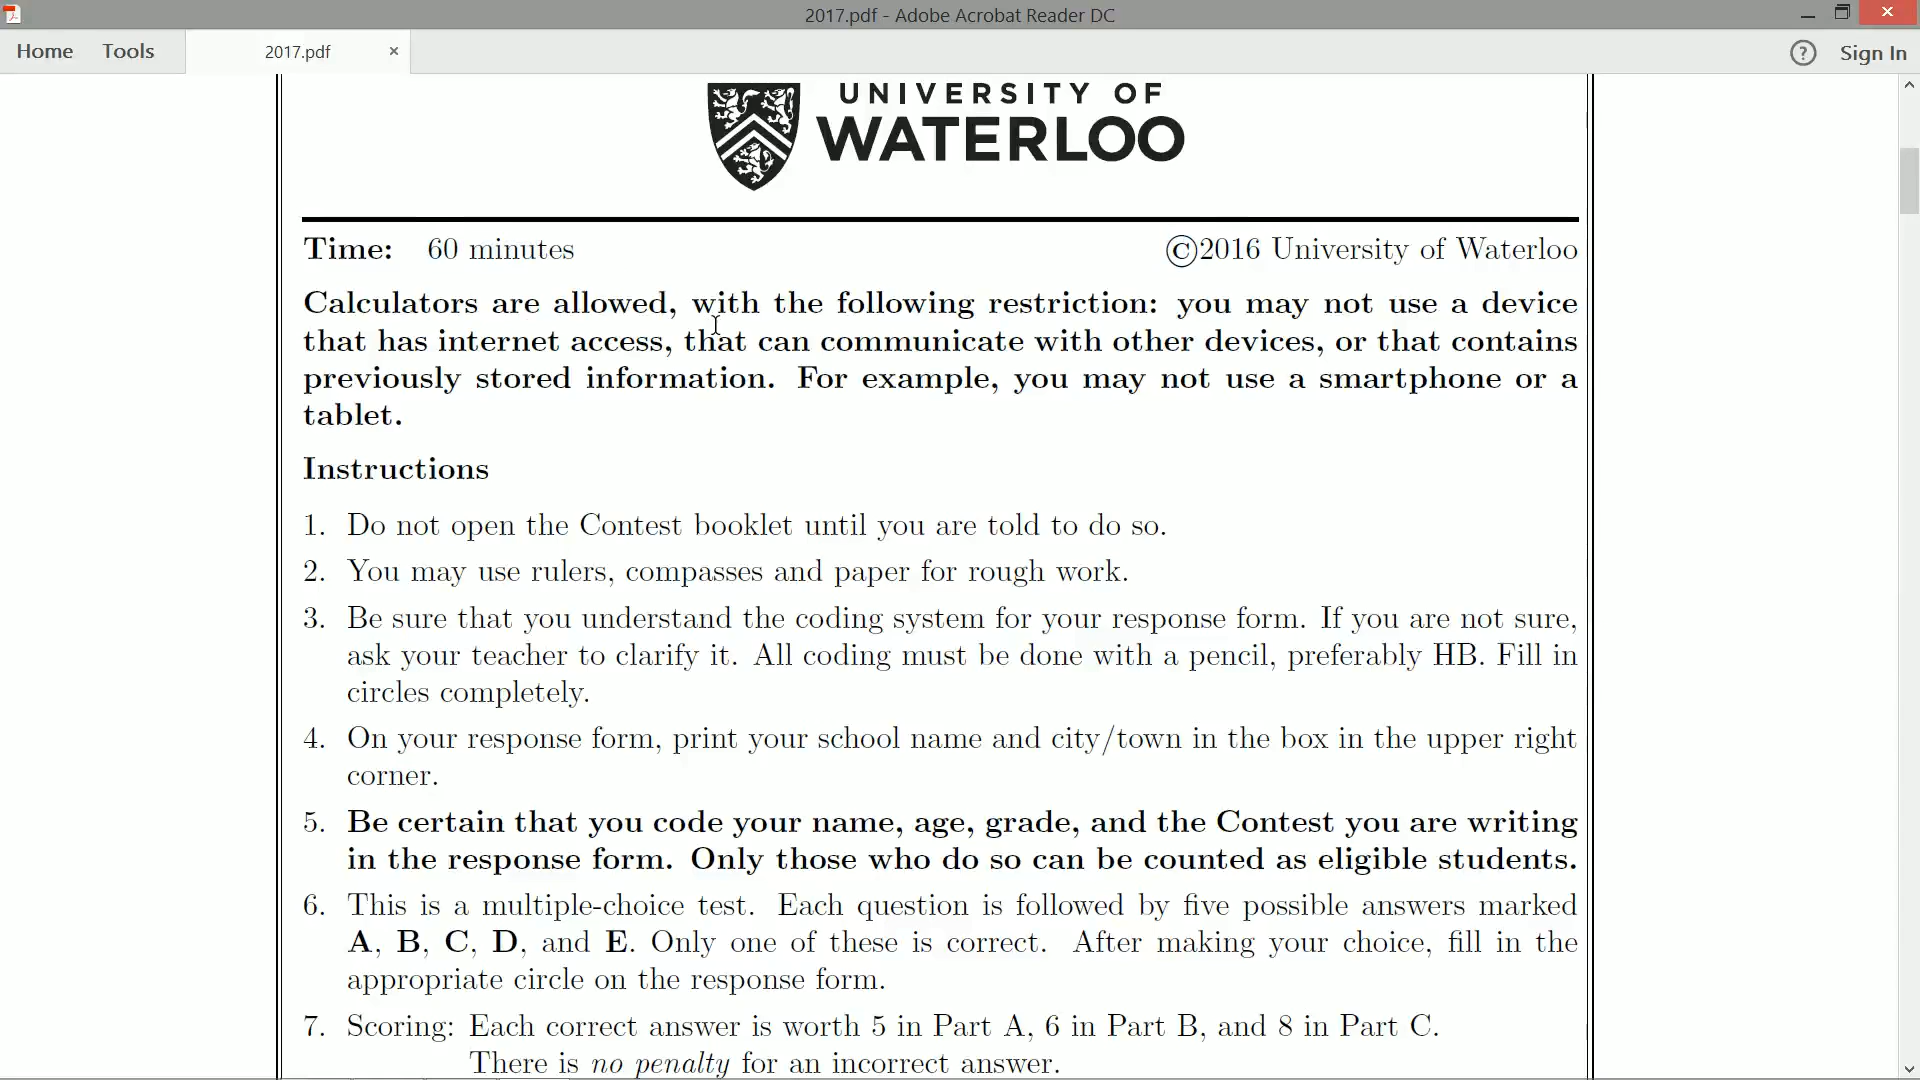 2017.pdf - Adobe Acrobat Reader DC
Home Tools 2017.pdf × ? Sign In
UNIVERSITY OF
WATERLOO
Time: 60 minutes ©2016 University of Waterloo
Calculators are allowed, with the following restriction: you may not use a device
that has internet access, that can communicate with other devices, or that contains
previously stored information. For example, you may not use a smartphone or a
tablet.
Instructions
1. Do not open the Contest booklet until you are told to do so.
2. You may use rulers, compasses and paper for rough work.
3. Be sure that you understand the coding system for your response form. If you are not sure,
ask your teacher to clarify it. All coding must be done with a pencil, preferably HB. Fill in
circles completely.
4. On your response form, print your school name and city/town in the box in the upper right
corner.
5. Be certain that you code your name, age, grade, and the Contest you are writing
in the response form. Only those who do so can be counted as eligible students.
6. This is a multiple-choice test. Each question is followed by five possible answers marked
A, B, C, D, and E. Only one of these is correct. After making your choice, fill in the
appropriate circle on the response form.
7. Scoring: Each correct answer is worth 5 in Part A, 6 in Part B, and 8 in Part C.
There is no penalty for an incorrect answer.